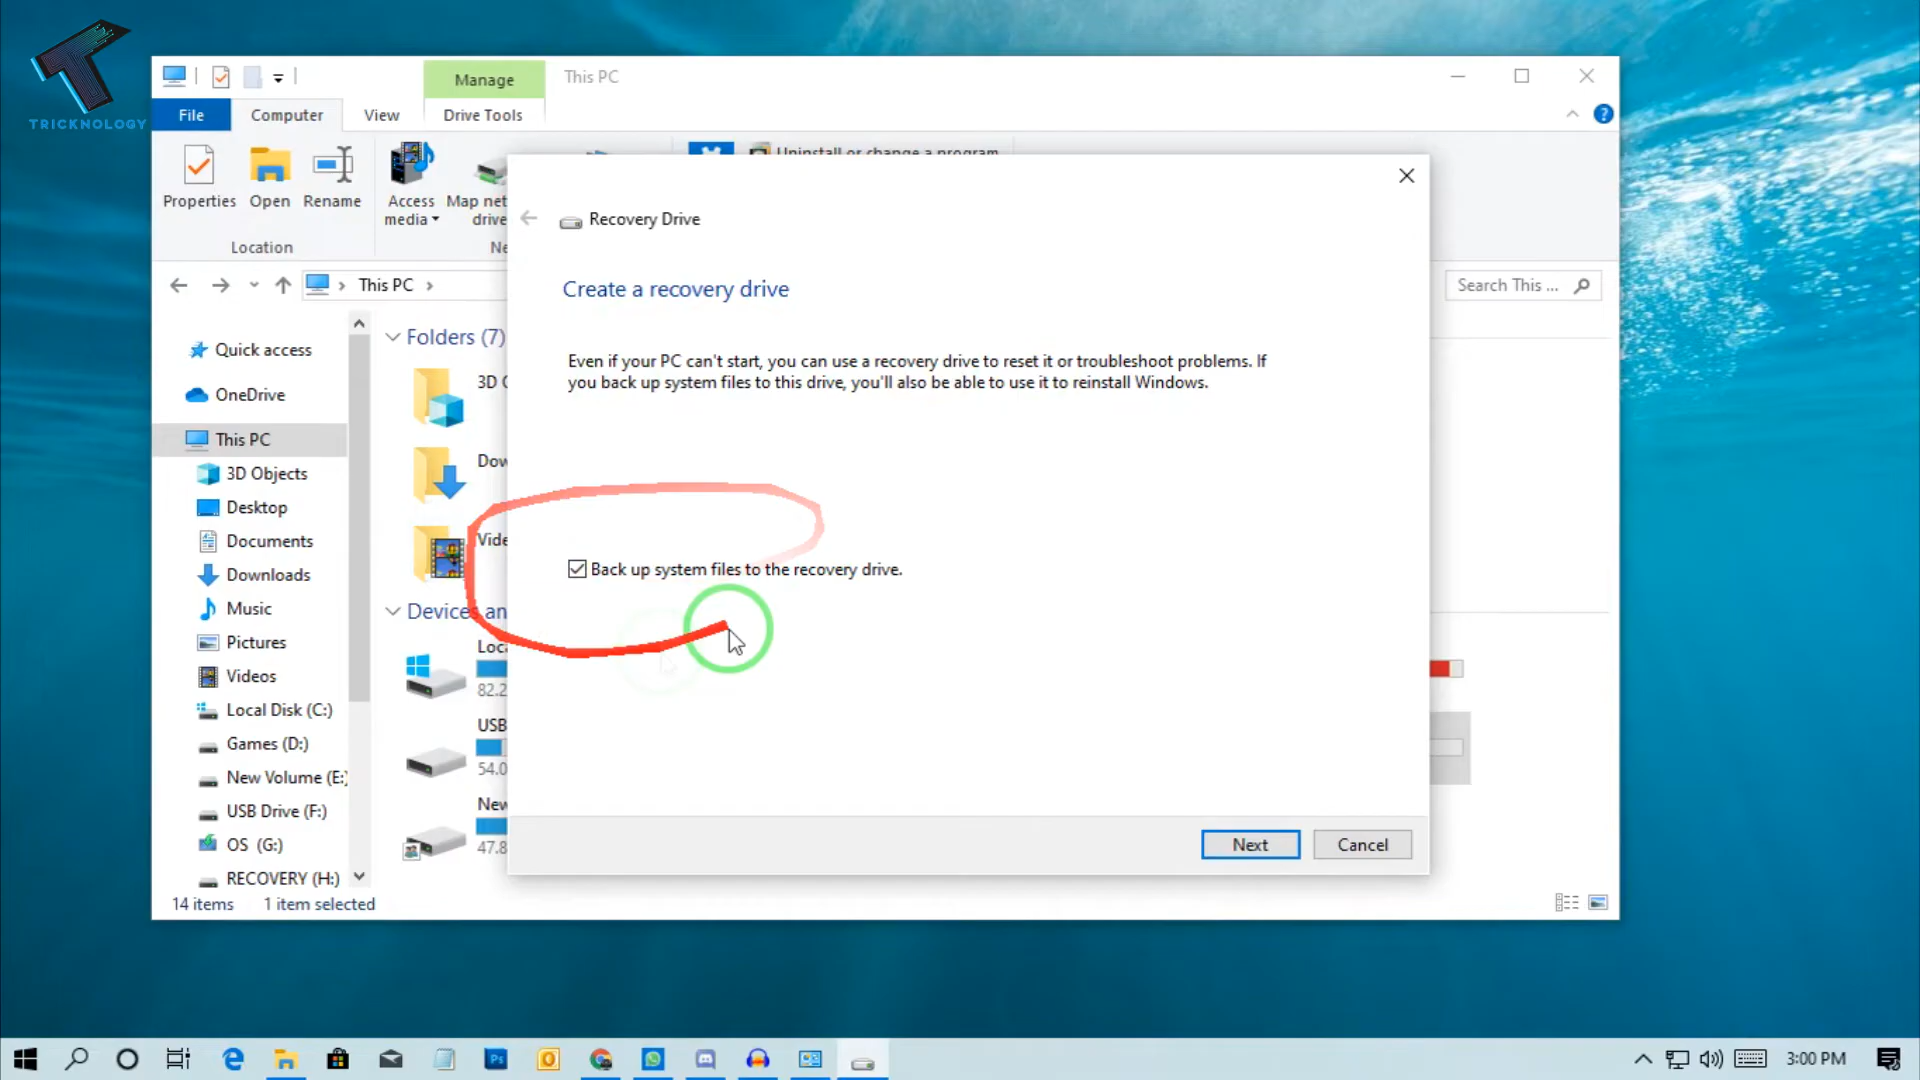 TRICKNOLOGY
Manage
This PC
File
Computer
View
Drive Tools
Uninstall or change a program
Properties
Open
Rename
Access
media
Map net
drive
Location
Ne
This PC
Search This ...
Recovery Drive
Create a recovery drive
Even if your PC can't start, you can use a recovery drive to reset it or troubleshoot problems. If
you back up system files to this drive, you'll also be able to use it to reinstall Windows.
Back up system files to the recovery drive.
Next
Cancel
Quick access
OneDrive
This PC
3D Objects
Desktop
Documents
Downloads
Music
Pictures
Videos
Local Disk (C:)
Games (D:)
New Volume (E:)
USB Drive (F:)
OS (G:)
RECOVERY (H:)
Folders (7)
3D O
Dow
Vide
Devices an
Loca
82.2
USB
54.0
New
47.8
14 items
1 item selected
Ps
3:00 PM